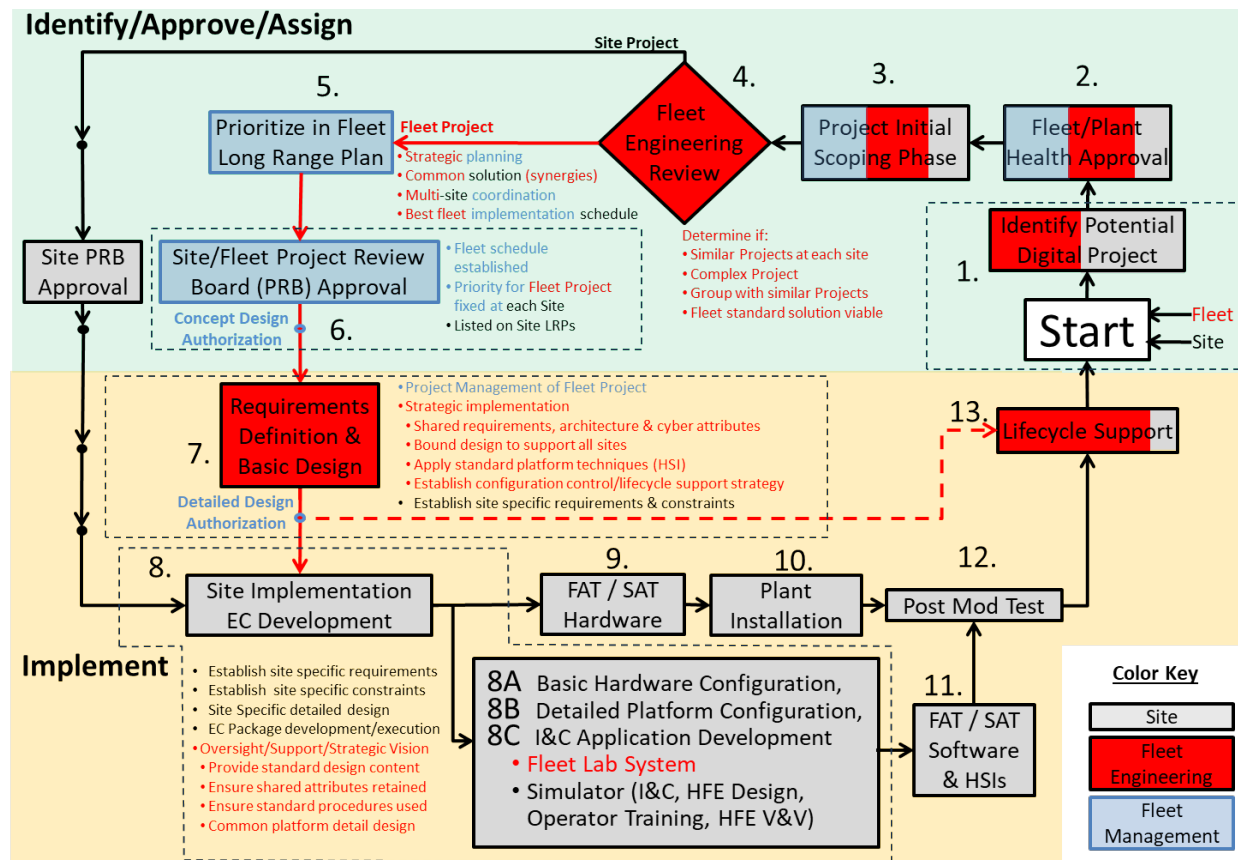 Identify/Approve/Assign
Site Project
5.
4.
3.
2.
Prioritize in Fleet
Long Range Plan
Fleet Project
• Strategic planning
• Common solution (synergies)
• Multi-site coordination
• Best fleet implementation schedule
Fleet
Engineering
Review
Project Initial
Scoping Phase
Fleet/Plant
Health Approval
Determine if:
• Similar Projects at each site
• Complex Project
• Group with similar Projects
• Fleet standard solution viable
1.
Identify Potential
Digital Project
Start
Fleet
Site
Site PRB
Approval
Site/Fleet Project Review
Board (PRB) Approval
• Fleet schedule
established
• Priority for Fleet Project
fixed at each Site
• Listed on Site LRPs
Concept Design
Authorization
6.
7.
Requirements
Definition &
Basic Design
• Project Management of Fleet Project
• Strategic implementation
• Shared requirements, architecture & cyber attributes
• Bound design to support all sites
• Apply standard platform techniques (HSI)
• Establish configuration control/lifecycle support strategy
• Establish site specific requirements & constraints
Detailed Design
Authorization
13.
Lifecycle Support
8.
Site Implementation
EC Development
9.
FAT / SAT
Hardware
10.
Plant
Installation
12.
Post Mod Test
Implement
• Establish site specific requirements
• Establish site specific constraints
• Site Specific detailed design
• EC Package development/execution
• Oversight/Support/Strategic Vision
• Provide standard design content
• Ensure shared attributes retained
• Ensure standard procedures used
• Common platform detail design
8A Basic Hardware Configuration,
8B Detailed Platform Configuration,
8C I&C Application Development
• Fleet Lab System
• Simulator (I&C, HFE Design,
Operator Training, HFE V&V)
11.
FAT / SAT
Software
& HSIs
Color Key
Site
Fleet
Engineering
Fleet
Management